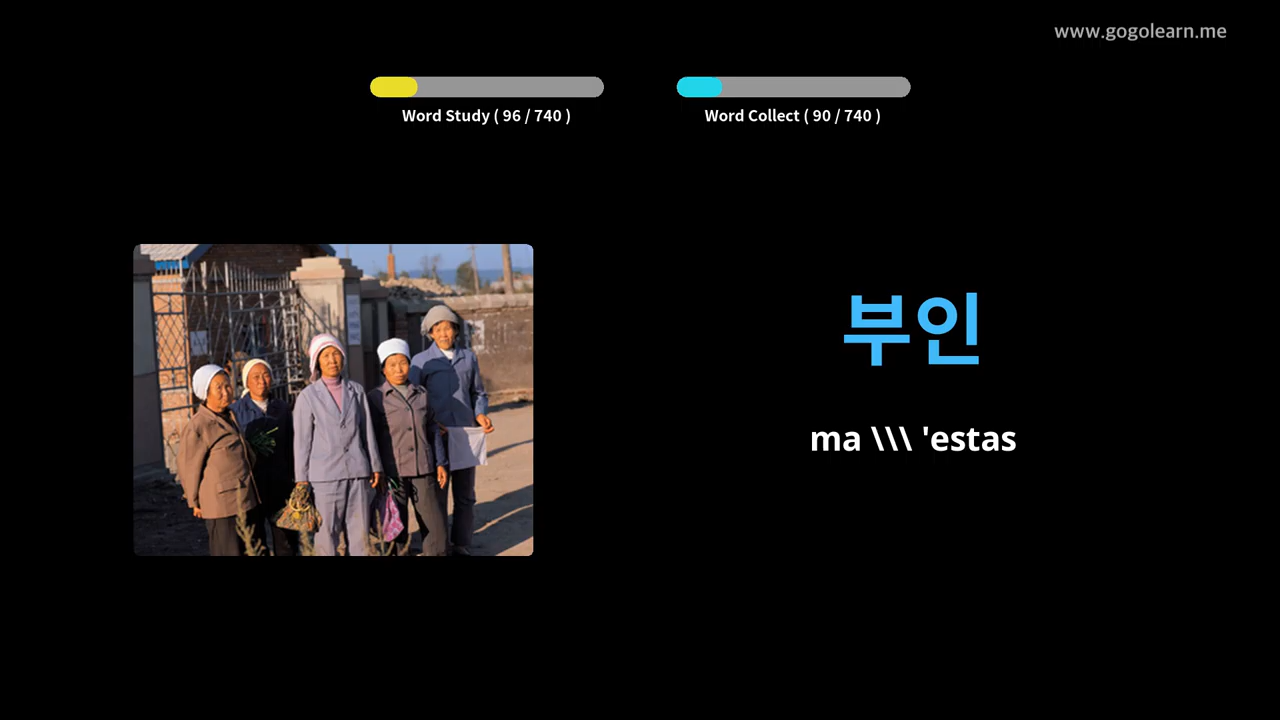 www.gogolearn.me
Word Study ( 96 / 740 )
Word Collect ( 90 / 740 )
부인
ma \\\ 'estas